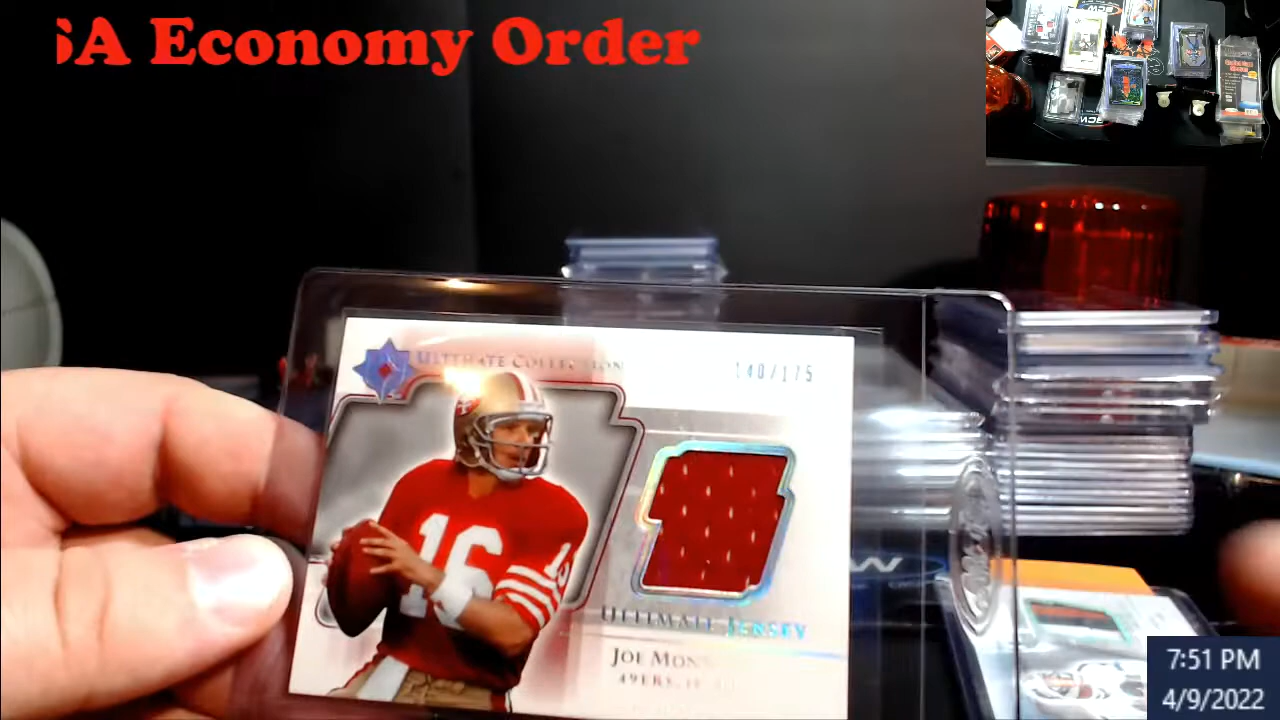 SA Economy Order
ULTIMATE COLLECTION
140/175
16
16
ULTIMATE JERSEY
JOE MON
49ERS
7:51 PM
4/9/2022